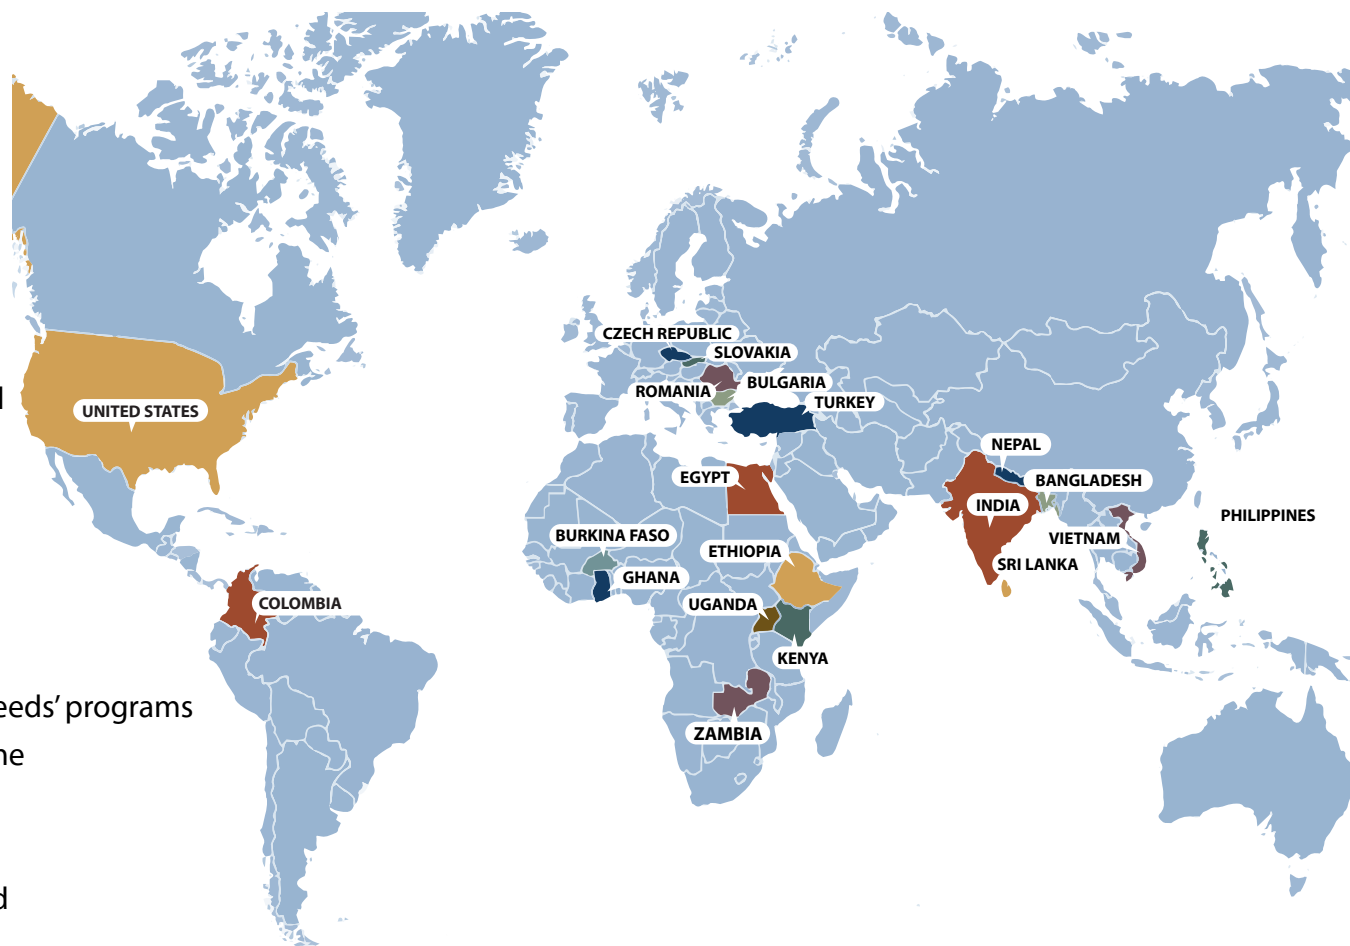 CZECH REPUBLIC
SLOVAKIA
ROMANIA
BULGARIA
TURKEY
UNITED STATES
NEPAL
EGYPT
BANGLADESH
INDIA
PHILIPPINES
BURKINA FASO
VIETNAM
ETHIOPIA
SRI LANKA
GHANA
COLOMBIA
UGANDA
KENYA
eeds' programs
ZAMBIA
ne
d